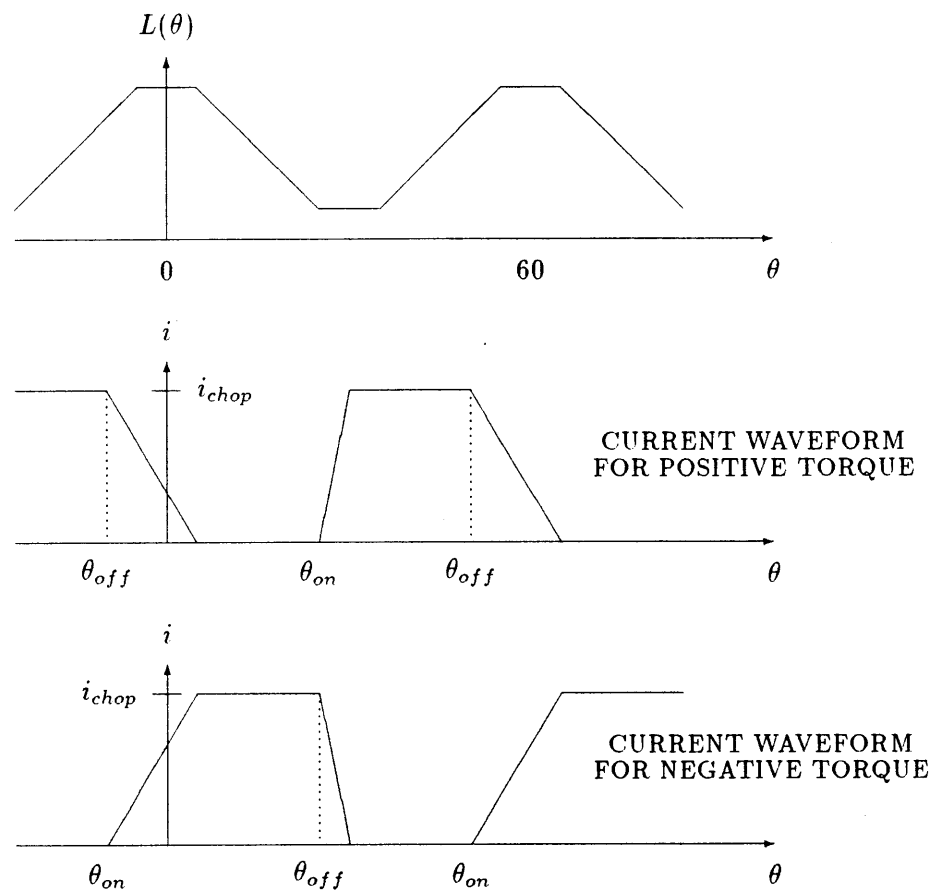 L(θ)
0 60 θ
i
i_chop
CURRENT WAVEFORM
FOR POSITIVE TORQUE
θ_off θ_on θ_off θ
i
i_chop
CURRENT WAVEFORM
FOR NEGATIVE TORQUE
θ_on θ_off θ_on θ